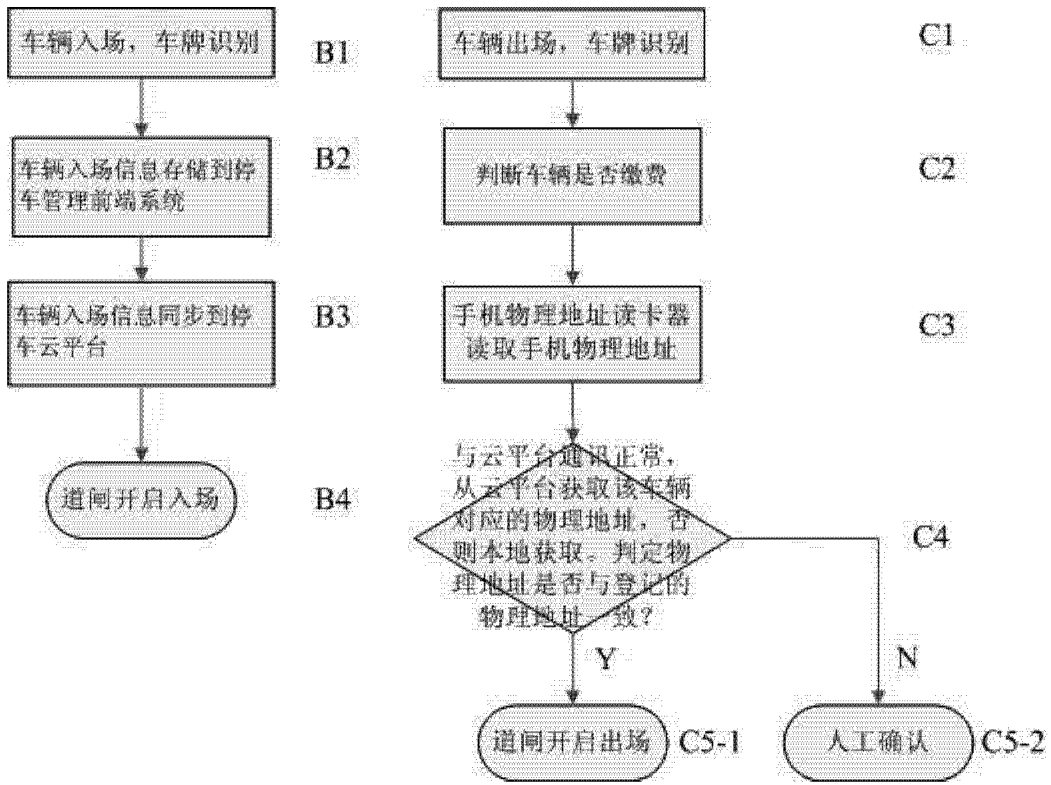 车辆入场，车牌识别
B1
车辆入场信息存储到停
车管理前端系统
B2
车辆入场信息同步到停
车云平台
B3
道闸开启入场
B4
车辆出场，车牌识别
C1
判断车辆是否缴费
C2
手机物理地址读卡器
读取手机物理地址
C3
与云平台通讯正常，
从云平台获取该车辆
对应的物理地址，否
则本地获取。判定物
理地址是否与登记的
物理地址一致？
C4
Y
N
道闸开启出场
C5-1
人工确认
C5-2